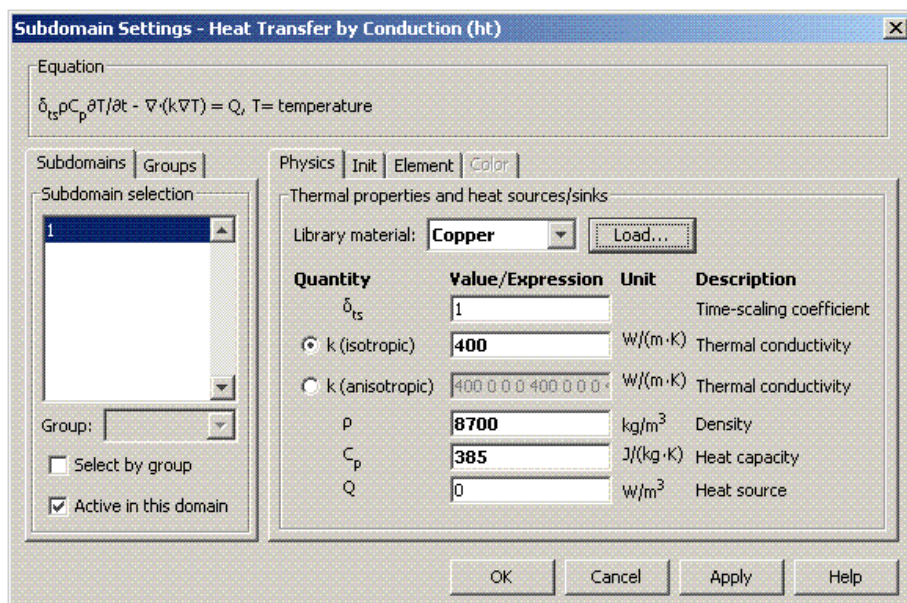 Subdomain Settings - Heat Transfer by Conduction (ht)
Equation
δts ρCp∂T/∂t - ∇·(k∇T) = Q, T= temperature
Subdomains Groups
Subdomain selection
1
Group:
Select by group
Active in this domain
Physics Init Element Color
Thermal properties and heat sources/sinks
Library material: Copper Load...
Quantity Value/Expression Unit Description
δts 1 Time-scaling coefficient
k (isotropic) 400 W/(m·K) Thermal conductivity
k (anisotropic) 400 0 0 0 400 0 0 0 W/(m·K) Thermal conductivity
ρ 8700 kg/m³ Density
Cp 385 J/(kg·K) Heat capacity
Q 0 W/m³ Heat source
OK Cancel Apply Help